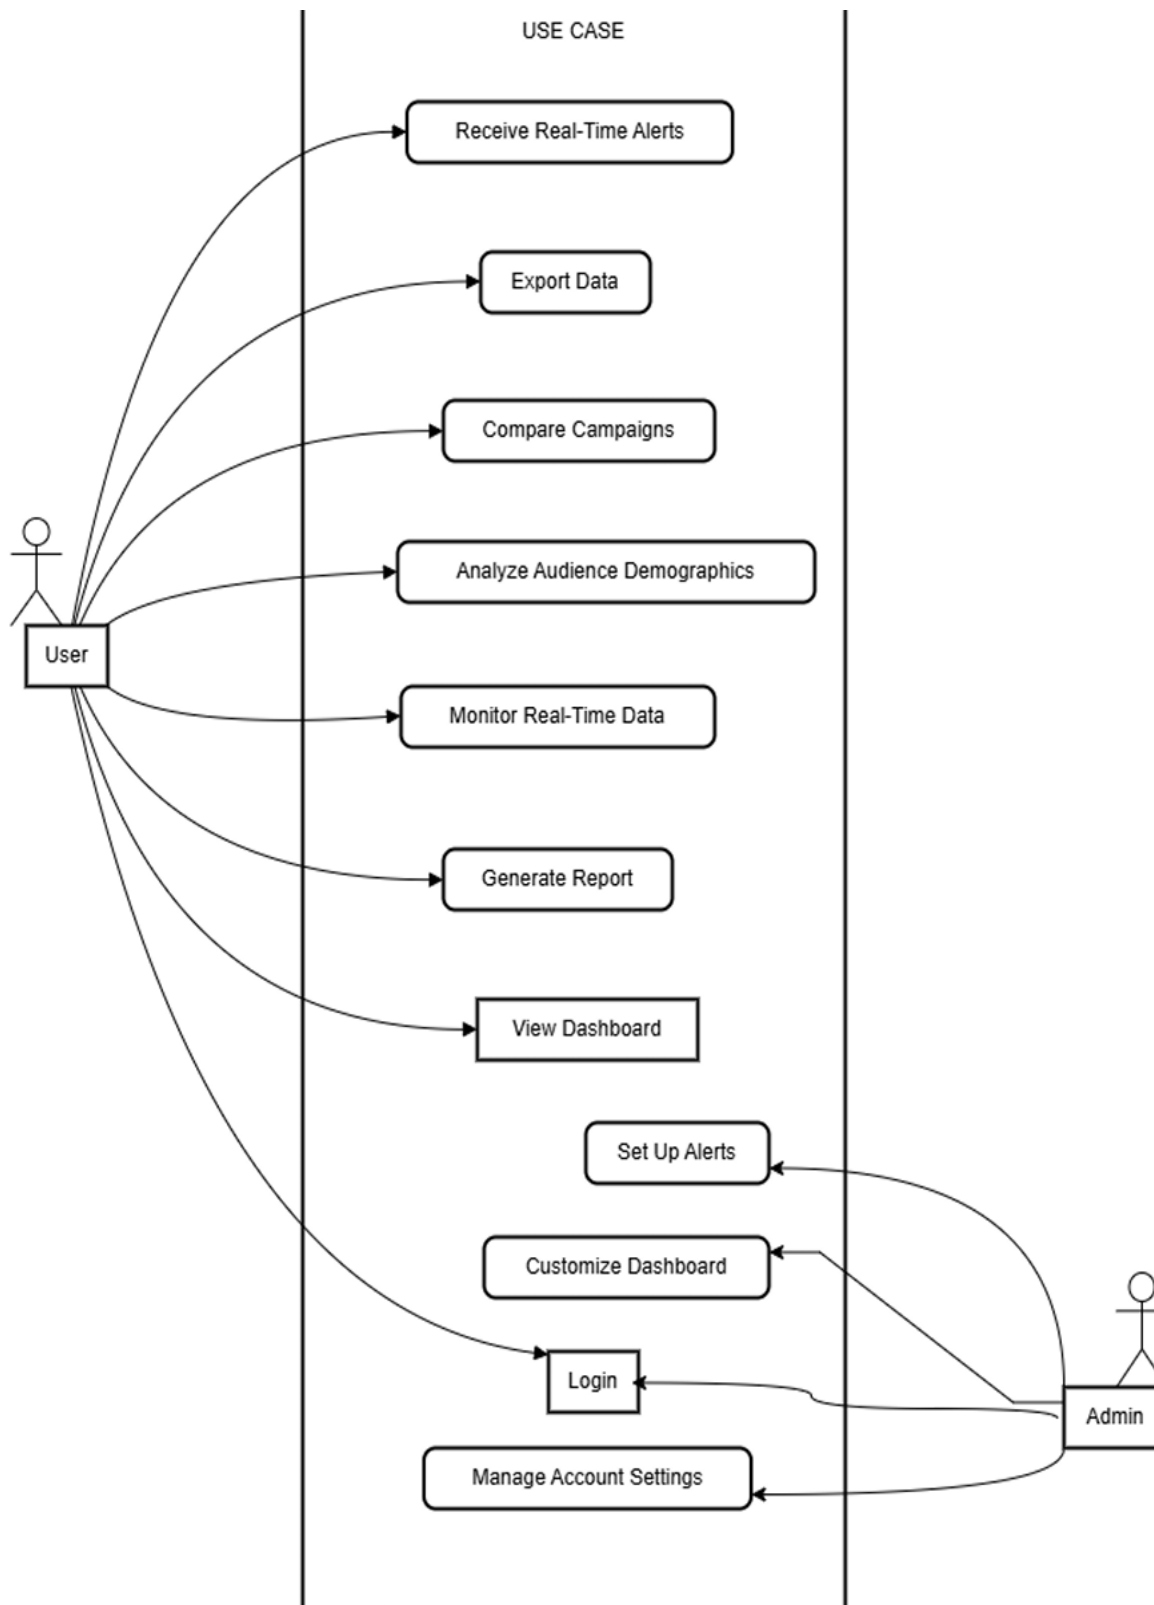 USE CASE
Receive Real-Time Alerts
Export Data
Compare Campaigns
Analyze Audience Demographics
User
Monitor Real-Time Data
Generate Report
View Dashboard
Set Up Alerts
Customize Dashboard
Login
Admin
Manage Account Settings